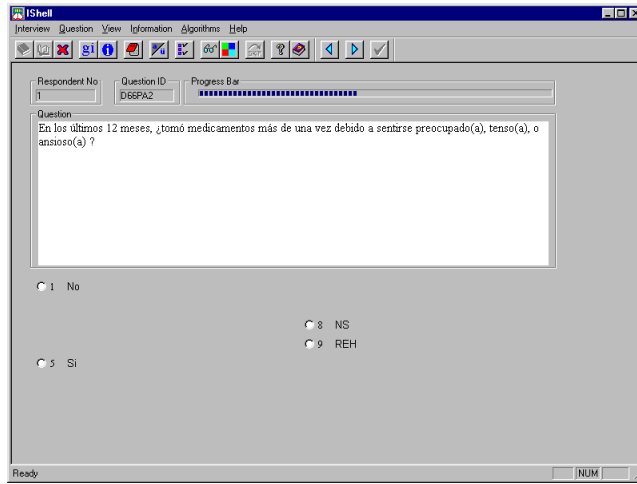 IShell
Interview Question View Information Algorithms Help
gi
Respondent No
Question ID
Progress Bar
1
D66PA2
Question
En los últimos 12 meses, ¿tomó medicamentos más de una vez debido a sentirse preocupado(a), tenso(a), o
ansioso(a) ?
1 No
8 NS
9 REH
5 Si
Ready
NUM